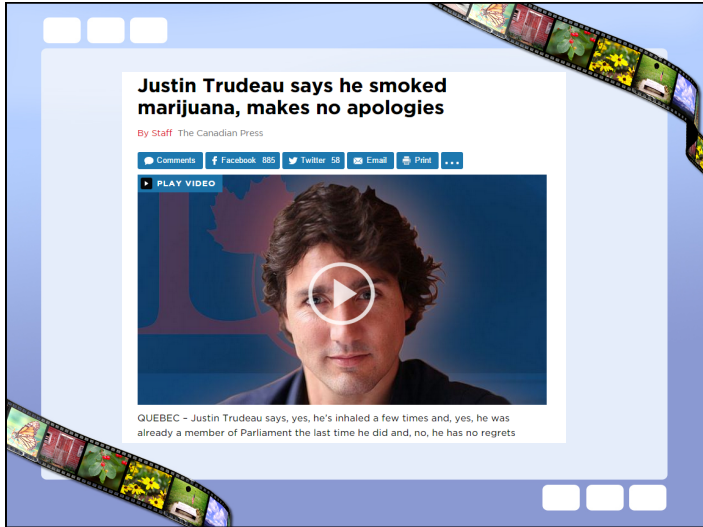 Justin Trudeau says he smoked
marijuana, makes no apologies
By Staff The Canadian Press
Comments Facebook 885 Twitter 58 Email Print ...
PLAY VIDEO
QUEBEC – Justin Trudeau says, yes, he's inhaled a few times and, yes, he was
already a member of Parliament the last time he did and, no, he has no regrets